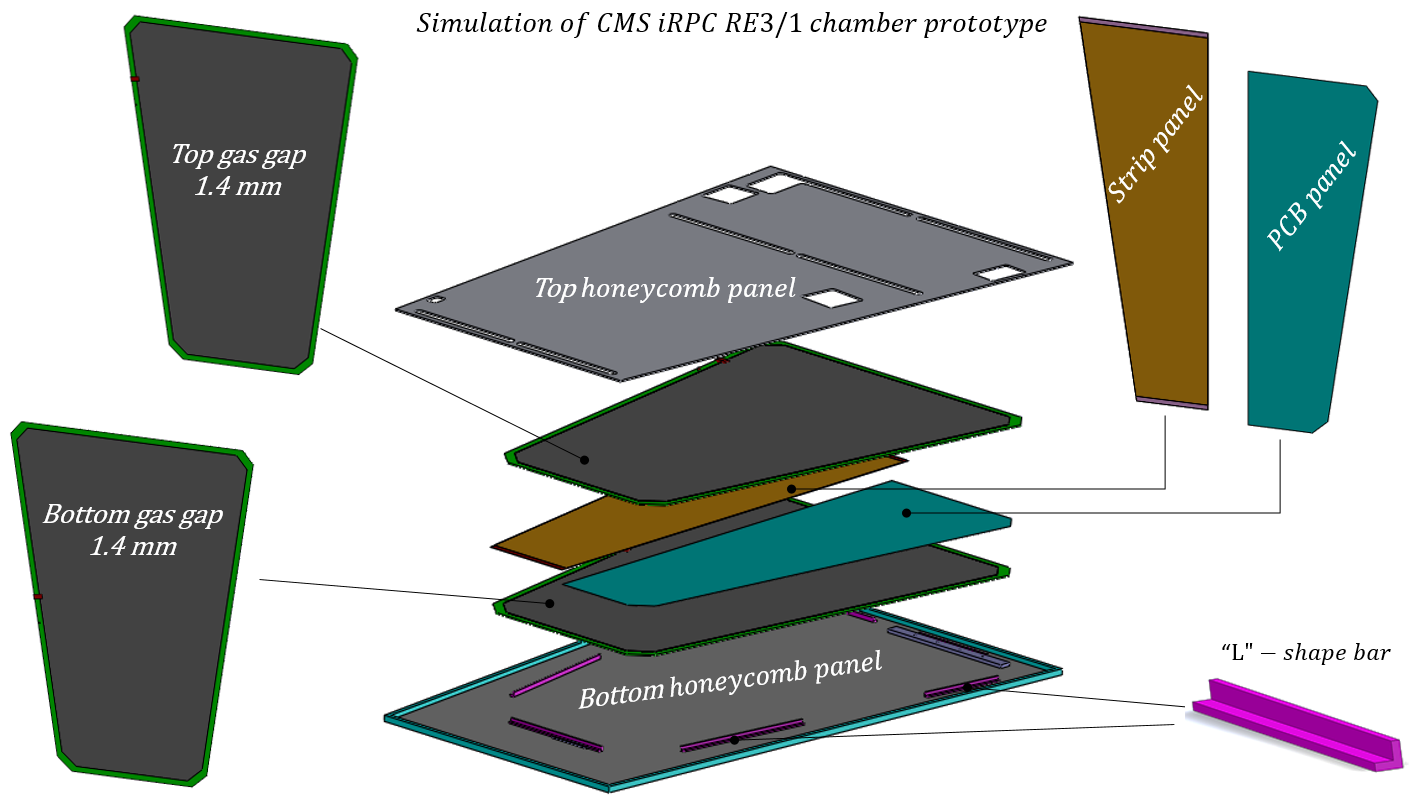 Simulation of CMS iRPC RE3/1 chamber prototype
Top gas gap
1.4 mm
Strip panel
PCB panel
Top honeycomb panel
Bottom gas gap
1.4 mm
Bottom honeycomb panel
“L" – shape bar